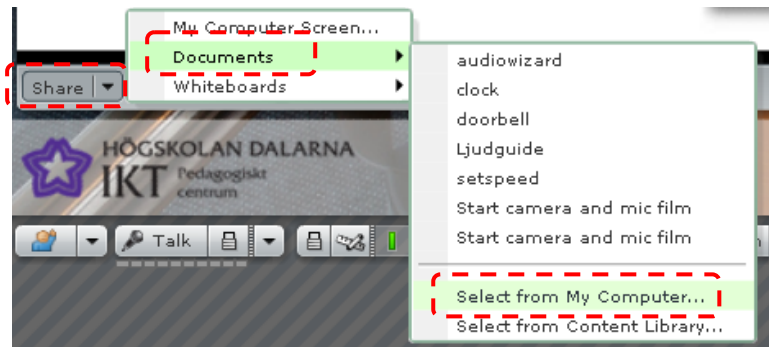 My Computer Screen...
Documents
Whiteboards
Share
audiowizard
clock
doorbell
Ljudguide
setspeed
Start camera and mic film
Start camera and mic film
Select from My Computer...
Select from Content Library...
HÖGSKOLAN DALARNA
IKT Pedagogiskt
centrum
Talk